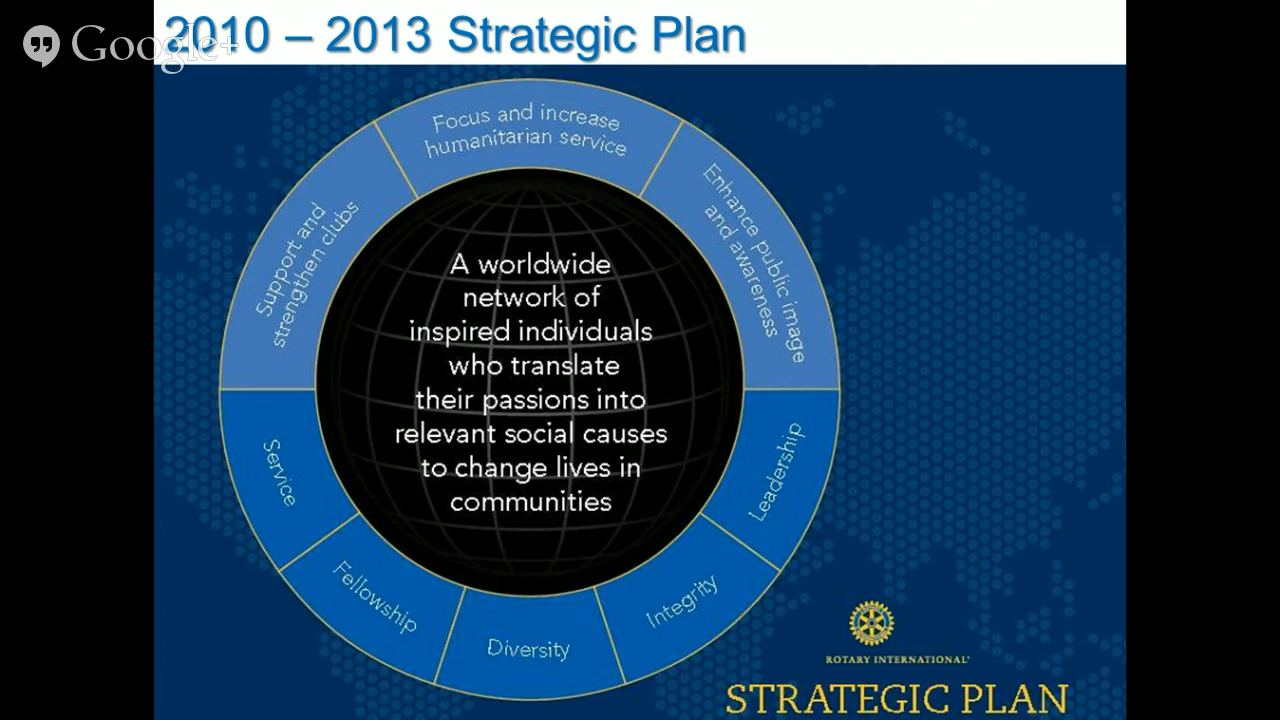 Google+
2010 – 2013 Strategic Plan
Focus and increase
humanitarian service
Support and
strengthen clubs
Enhance public image
and awareness
A worldwide
network of
inspired individuals
who translate
their passions into
relevant social causes
to change lives in
communities
Service
Fellowship
Diversity
Integrity
Leadership
ROTARY INTERNATIONAL
STRATEGIC PLAN